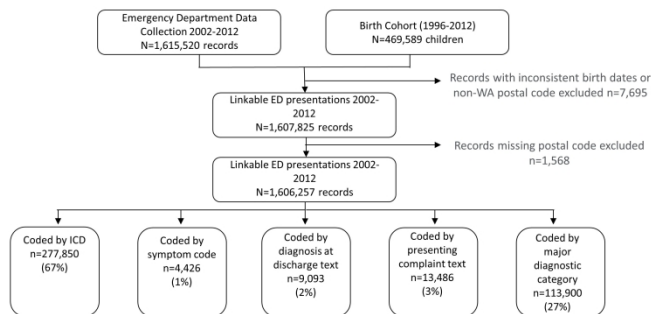 Emergency Department Data
Collection 2002-2012
N=1,615,520 records
Birth Cohort (1996-2012)
N=469,589 children
Records with inconsistent birth dates or
non-WA postal code excluded n=7,695
Linkable ED presentations 2002-
2012
N=1,607,825 records
Records missing postal code excluded
n=1,568
Linkable ED presentations 2002-
2012
N=1,606,257 records
Coded by ICD
n=277,850
(67%)
Coded by
symptom code
n=4,426
(1%)
Coded by
diagnosis at
discharge text
n=9,093
(2%)
Coded by
presenting
complaint text
n=13,486
(3%)
Coded by
major
diagnostic
category
n=113,900
(27%)